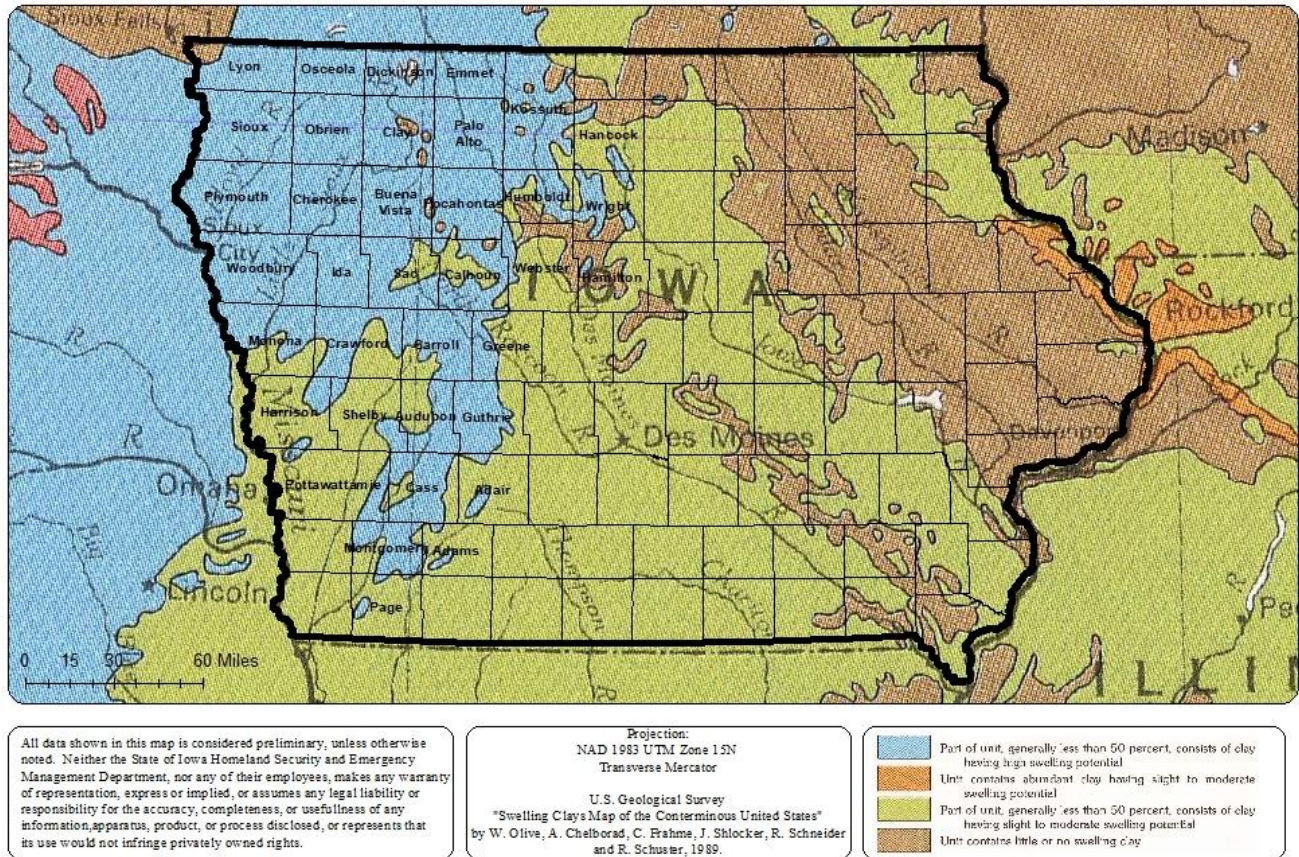 Sioux Falls
Lyon
Osceola
Dickinson
Emmet
Kossuth
Sioux
Obrien
Clay
Palo
Alto
Hancock
Madison
Plymouth
Cherokee
Buena
Vista
Pocahontas
Humboldt
Wright
Sioux
City
Woodbury
Ida
Sac
Calhoun
Webster
Hamilton
I O W A
Rockford
Monona
Crawford
Carroll
Greene
Raccoon R
Des Moines
Iowa
Harrison
Shelby
Audubon
Guthrie
Missouri
Des Moines
Davenport
R
Omaha
Pottawattamie
Cass
Adair
Montgomery
Adams
Thompson
R
Chariton
Lincoln
Page
R
0 15 30 60 Miles
ILLIN
All data shown in this map is considered preliminary, unless otherwise
noted. Neither the State of Iowa Homeland Security and Emergency
Management Department, nor any of their employees, makes any warranty
of representation, express or implied, or assumes any legal liability or
responsibility for the accuracy, completeness, or usefullness of any
information,apparatus, product, or process disclosed, or represents that
its use would not infringe privately owned rights.
Projection:
NAD 1983 UTM Zone 15N
Transverse Mercator
U.S. Geological Survey
"Swelling Clays Map of the Conterminous United States"
by W. Olive, A. Chelborad, C. Frahme, J. Shlocker, R. Schneider
and R. Schuster, 1989.
Part of unit, generally less than 50 percent, consists of clay
having high swelling potential
Unit contains abundant clay having slight to moderate
swelling potential
Part of unit, generally less than 50 percent, consists of clay
having slight to moderate swelling potential
Unit contains little or no swelling clay